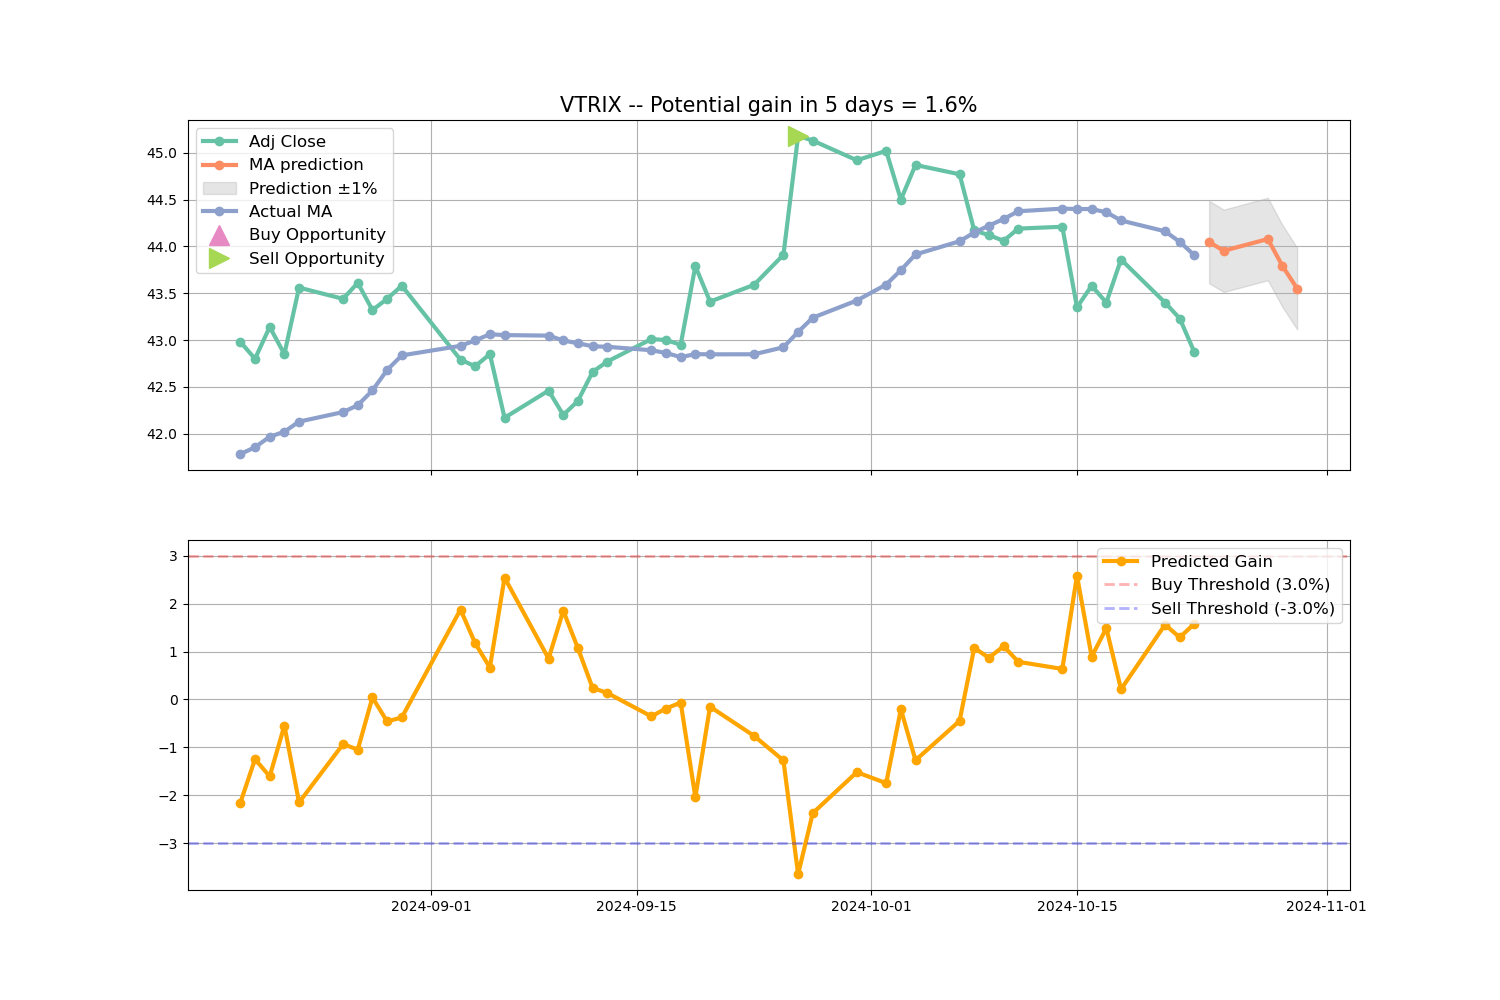 VTRIX -- Potential gain in 5 days = 1.6%
45.0
44.5
44.0
43.5
43.0
42.5
42.0
Adj Close
MA prediction
Prediction ±1%
Actual MA
Buy Opportunity
Sell Opportunity
3
2
1
0
−1
−2
−3
Predicted Gain
Buy Threshold (3.0%)
Sell Threshold (-3.0%)
2024-09-01
2024-09-15
2024-10-01
2024-10-15
2024-11-01